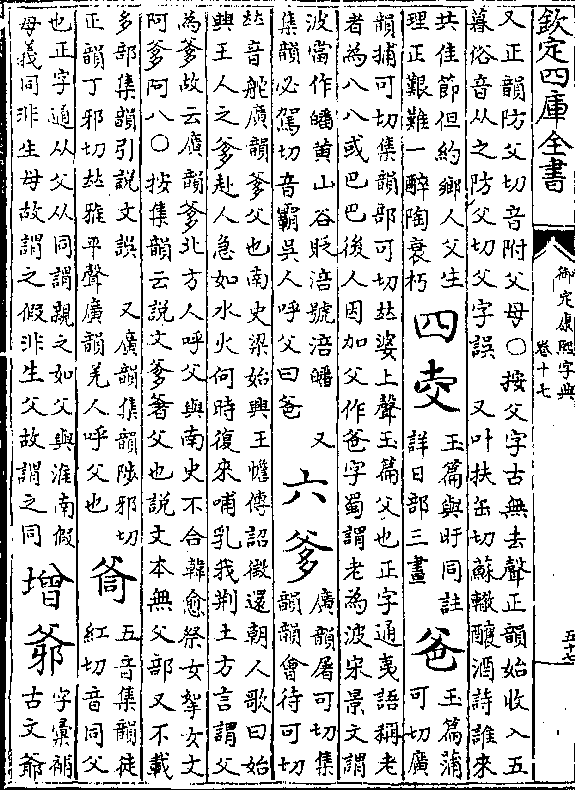 欽定四庫全書
御定康熙字典
卷十七
五十七
又正韻防父切音附父母○按父字古無去聲正韻始收入五
暮俗音从之防父切父字誤 又叶扶缶切蘇轍釀酒詩誰來
共佳節但約鄉人父生
理正艱難一醉陶衰朽
四
玉篇與旴同註
詳日部三畫
爸
玉篇蒲
可切廣
韻捕可切集韻部可切𠀤婆上聲玉篇父也正字通夷語稱老
者為八八或巴巴後人因加父作爸字蜀謂老為波宋景文謂
波當作皤黃山谷貶涪號涪皤 又
集韻必駕切音霸吳人呼父曰爸
六爹
廣韻屠可切集
韻韻會待可切
𠀤音舵廣韻爹父也南史梁始興王憺傳詔徵還朝人歌曰始
興王人之爹赴人急如水火何時復來哺乳我荆土方言謂父
為爹故云廣韻爹北方人呼父與南史不合韓愈祭女挐女文
阿爹阿八○按集韻云說文爹箸父也說文本無父部又不載
多部集韻引說文誤 又廣韻集韻陟邪切
正韻丁邪切𠀤雅平聲廣韻羌人呼父也
五音集韻徒
紅切音同父
也正字通从父从同謂親之如父與淮南假
母義同非生母故謂之假非生父故謂之同
增
字彙補
古文爺